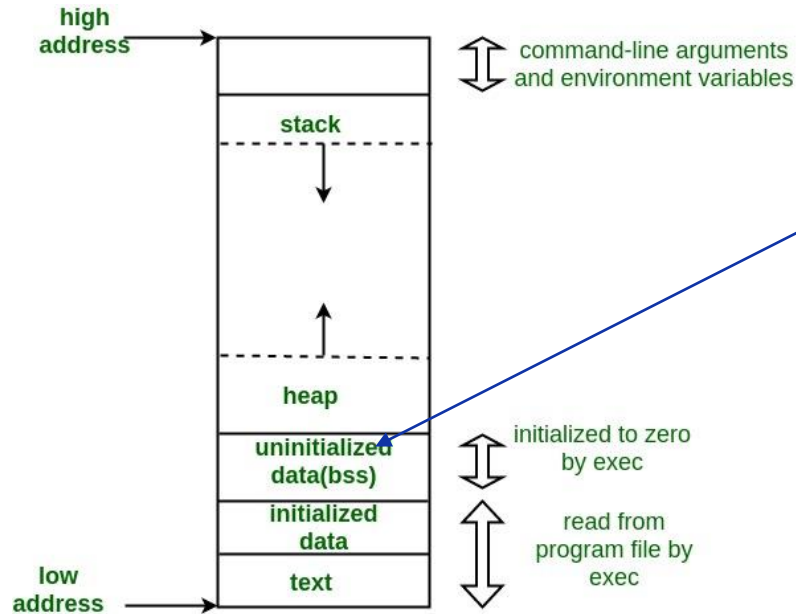 high
address
command-line arguments
and environment variables
stack
heap
uninitialized
data(bss)
initialized to zero
by exec
initialized
data
read from
program file by
exec
low
address
text